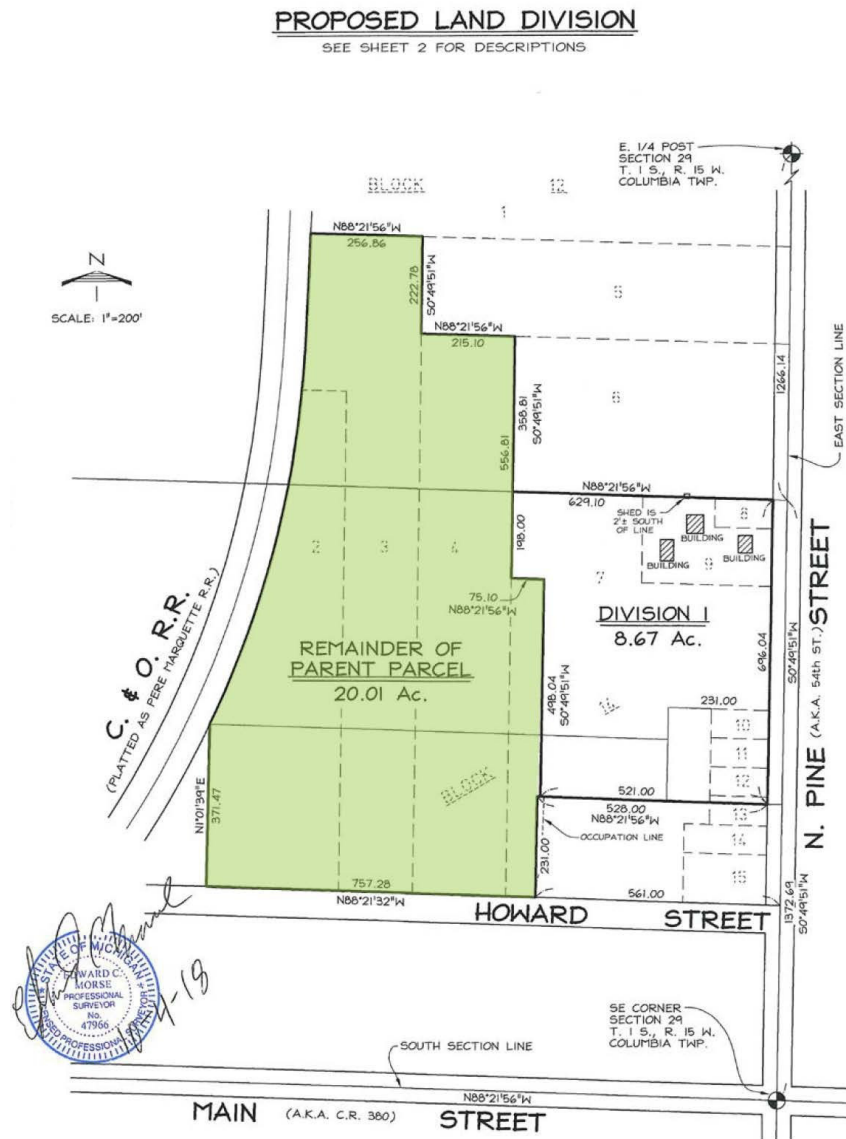 PROPOSED LAND DIVISION
SEE SHEET 2 FOR DESCRIPTIONS
E. 1/4 POST
SECTION 29
T. 1 S., R. 15 W.
COLUMBIA TWP.
BLOCK 12
1
N88°21'56"W
256.86
N
SCALE: 1"=200'
222.78
S0°49'51"W
5
N88°21'56"W
215.10
1266.14
EAST SECTION LINE
6
358.81
S0°49'51"W
556.81
N88°21'56"W
629.10
SHED IS
2'± SOUTH
OF LINE
8
BUILDING
BUILDING
BUILDING
9
198.00
2
3
4
7
75.10
N88°21'56"W
DIVISION 1
8.67 Ac.
C. & O. R.R.
(PLATTED AS PERE MARQUETTE R.R.)
REMAINDER OF
PARENT PARCEL
20.01 Ac.
498.04
S0°49'51"W
696.04
S0°49'51"W
N. PINE (A.K.A. 54th ST.) STREET
14
231.00
10
11
12
13
14
15
BLOCK
N1°01'39"E
371.47
521.00
528.00
N88°21'56"W
OCCUPATION LINE
231.00
757.28
N88°21'32"W
561.00
HOWARD STREET
1372.69
S0°49'51"W
STATE OF MICHIGAN
EDWARD C.
MORSE
PROFESSIONAL
SURVEYOR
No.
47966
LICENSED PROFESSIONAL SURVEYOR
SE CORNER
SECTION 29
T. 1 S., R. 15 W.
COLUMBIA TWP.
SOUTH SECTION LINE
N88°21'56"W
MAIN (A.K.A. C.R. 380) STREET